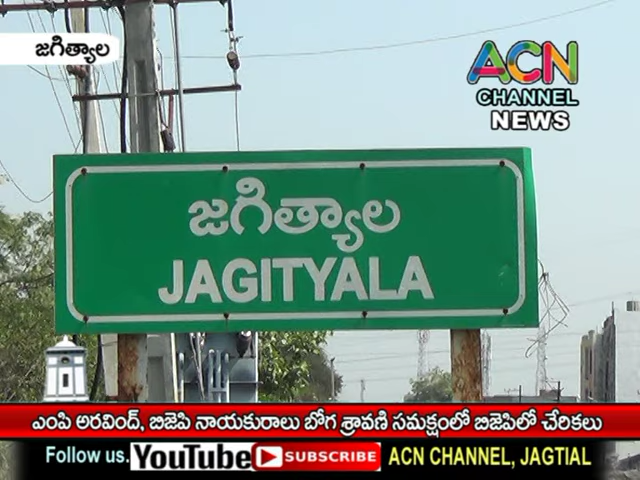 జగిత్యాల
ACN
CHANNEL
NEWS
జగిత్యాల
JAGITYALA
ఎంపి అరవింద్, బిజెపి నాయకురాలు బోగ శ్రావణి సమక్షంలో బిజెపిలో చేరికలు
Follow us. YouTube SUBSCRIBE ACN CHANNEL, JAGTIAL